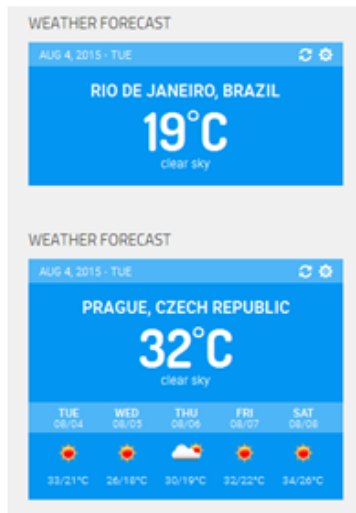 WEATHER FORECAST
AUG 4, 2015 - TUE
RIO DE JANEIRO, BRAZIL
19°C
clear sky
WEATHER FORECAST
AUG 4, 2015 - TUE
PRAGUE, CZECH REPUBLIC
32°C
clear sky
TUE WED THU FRI SAT
08/04 08/05 08/06 08/07 08/08
33/21°C 26/18°C 30/19°C 32/22°C 34/26°C